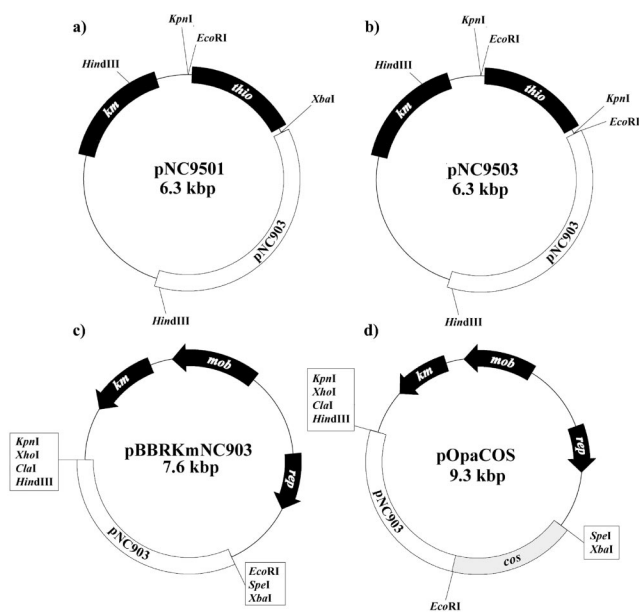 a)
KpnI
EcoRI
HindIII
km
thio
XbaI
pNC9501
6.3 kbp
pNC903
HindIII
b)
KpnI
EcoRI
HindIII
km
thio
KpnI
EcoRI
pNC9503
6.3 kbp
pNC903
HindIII
c)
mob
km
KpnI
XhoI
ClaI
HindIII
pBBRKmNC903
7.6 kbp
rep
pNC903
EcoRI
SpeI
XbaI
d)
mob
km
KpnI
XhoI
ClaI
HindIII
pOpaCOS
9.3 kbp
rep
pNC903
SpeI
XbaI
cos
EcoRI